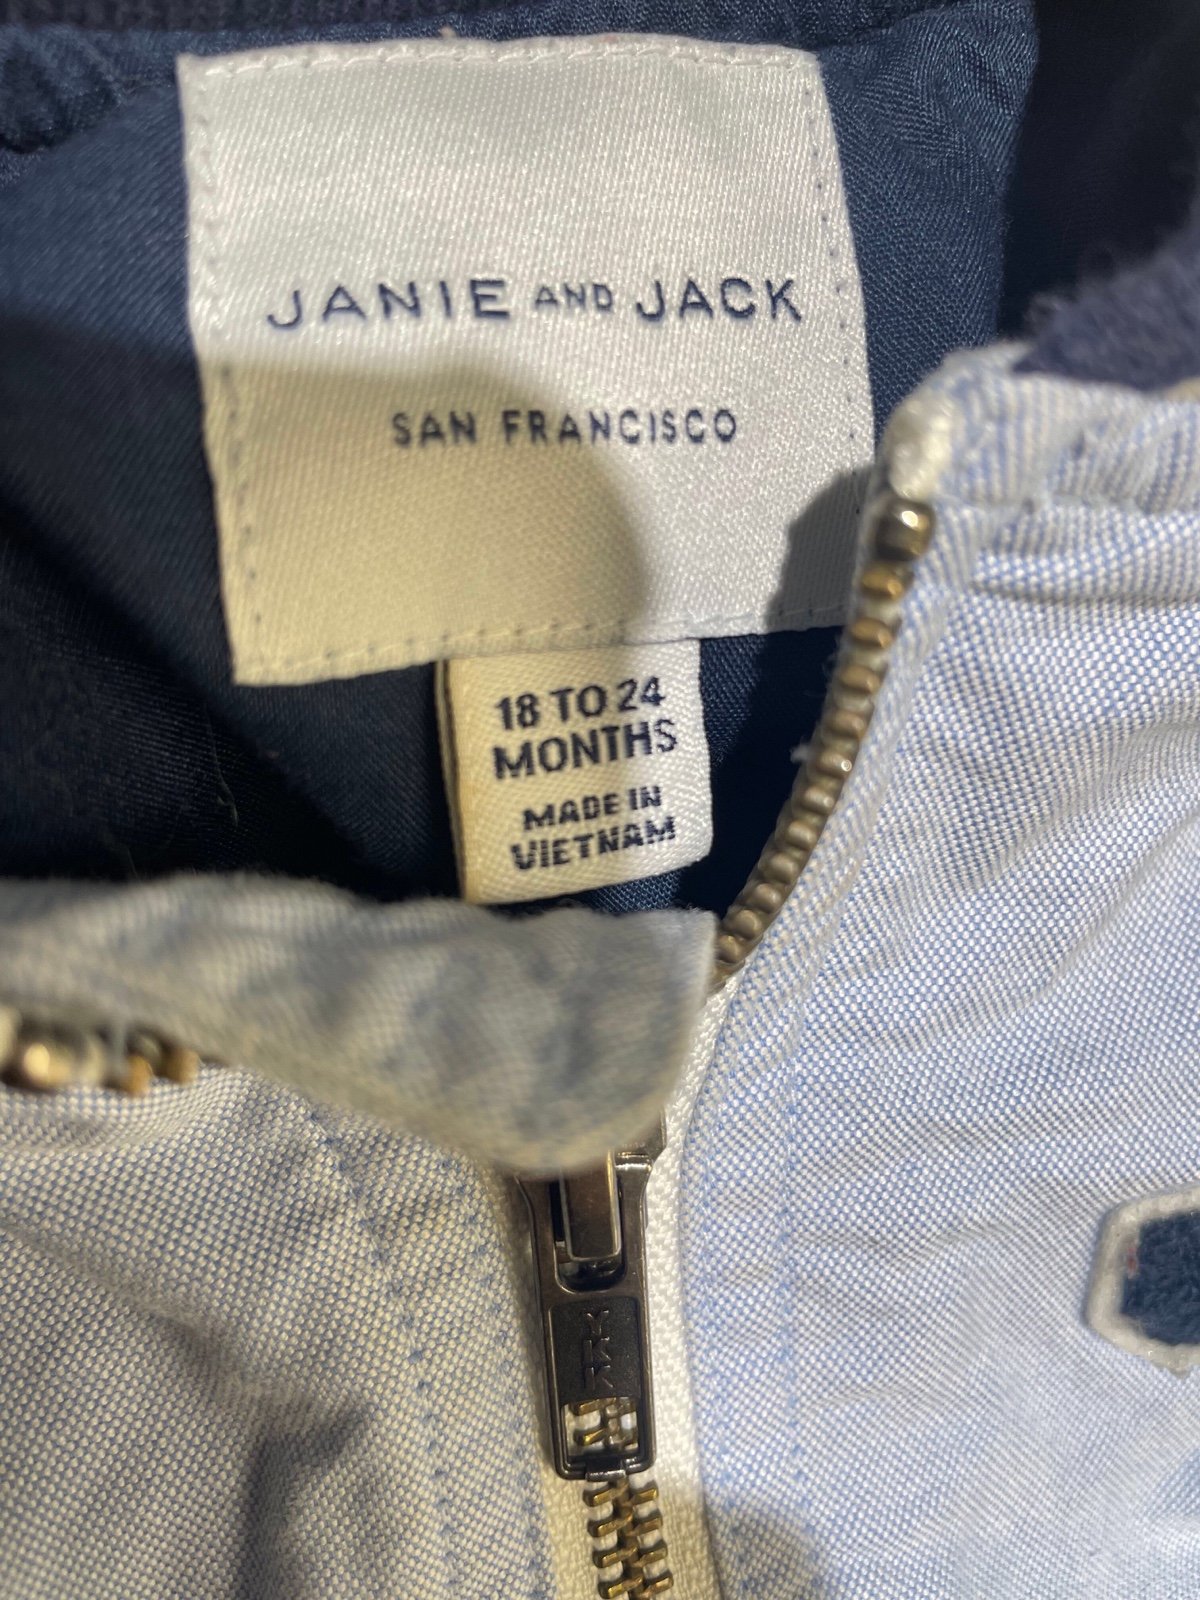 JANIE AND JACK
SAN FRANCISCO
18 TO 24
MONTHS
MADE IN
VIETNAM
YKK